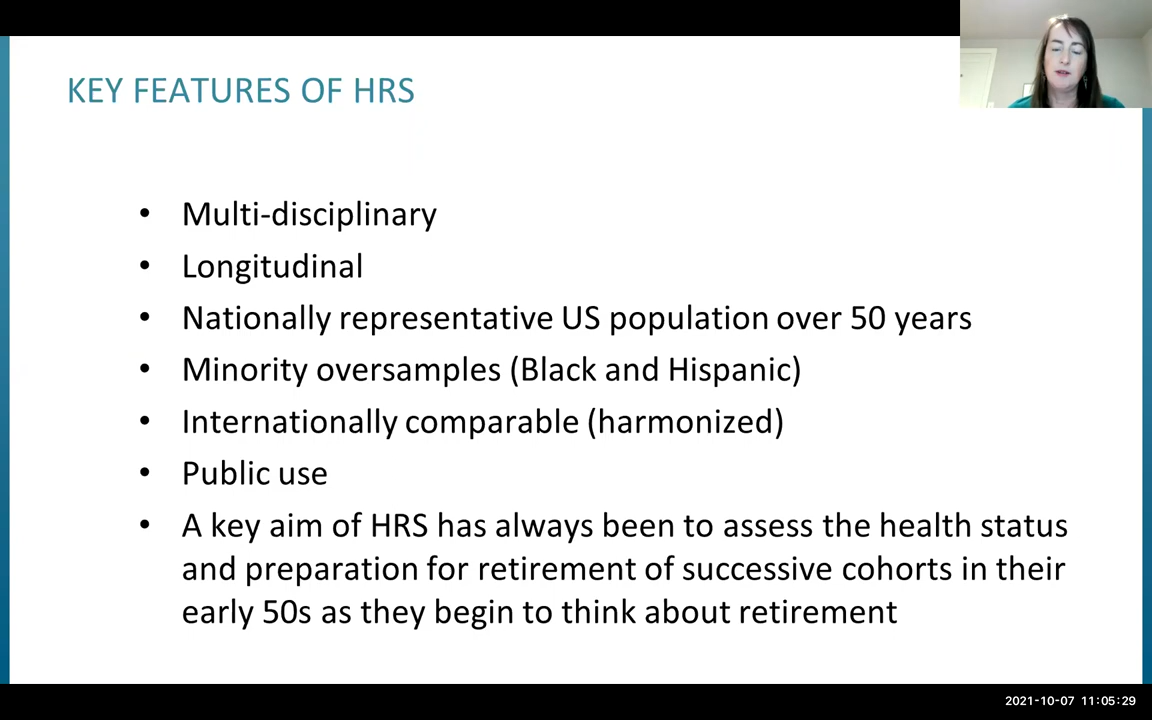 KEY FEATURES OF HRS
• Multi-disciplinary
• Longitudinal
• Nationally representative US population over 50 years
• Minority oversamples (Black and Hispanic)
• Internationally comparable (harmonized)
• Public use
• A key aim of HRS has always been to assess the health status
and preparation for retirement of successive cohorts in their
early 50s as they begin to think about retirement
2021-10-07 11:05:29